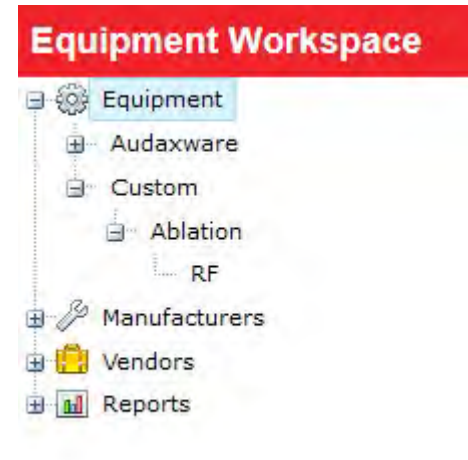 Equipment Workspace
Equipment
Audaxware
Custom
Ablation
RF
Manufacturers
Vendors
Reports